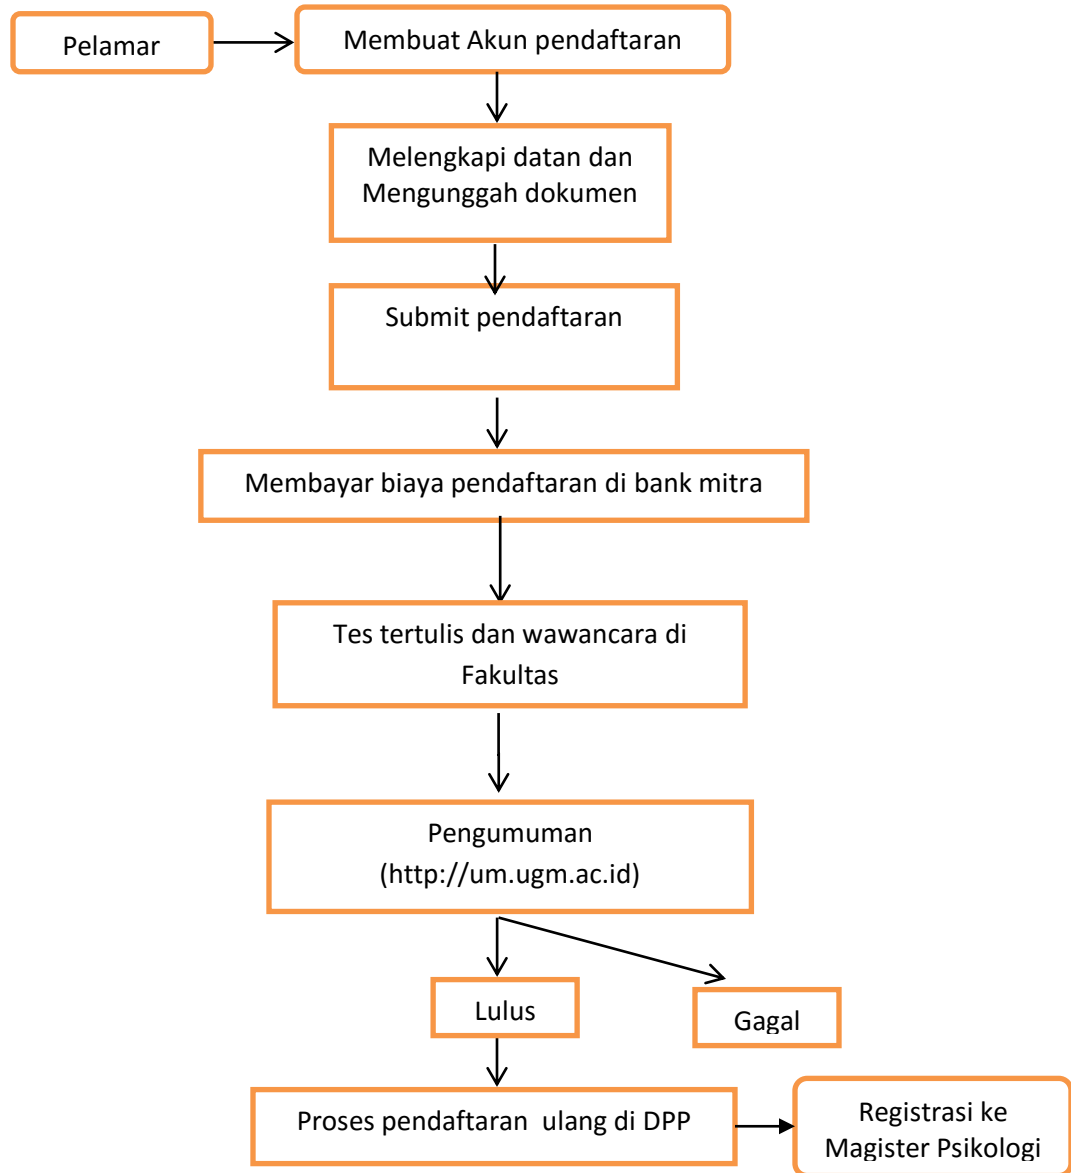 Pelamar
Membuat Akun pendaftaran
Melengkapi datan dan
Mengunggah dokumen
Submit pendaftaran
Membayar biaya pendaftaran di bank mitra
Tes tertulis dan wawancara di
Fakultas
Pengumuman
(http://um.ugm.ac.id)
Lulus
Gagal
Proses pendaftaran  ulang di DPP
Registrasi ke
Magister Psikologi